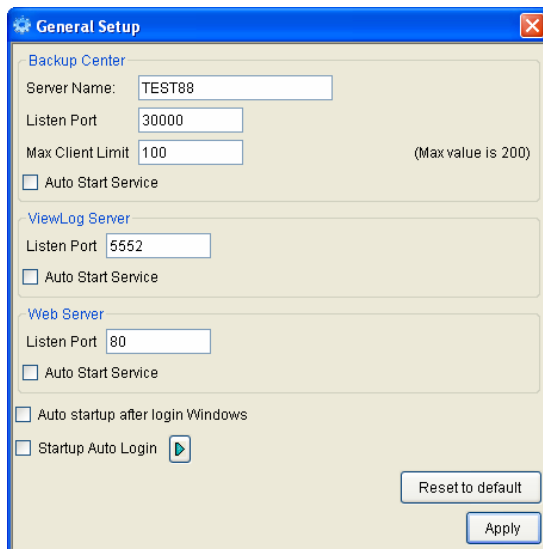 General Setup
Backup Center
Server Name: TEST88
Listen Port 30000
Max Client Limit 100 (Max value is 200)
Auto Start Service
ViewLog Server
Listen Port 5552
Auto Start Service
Web Server
Listen Port 80
Auto Start Service
Auto startup after login Windows
Startup Auto Login
Reset to default
Apply